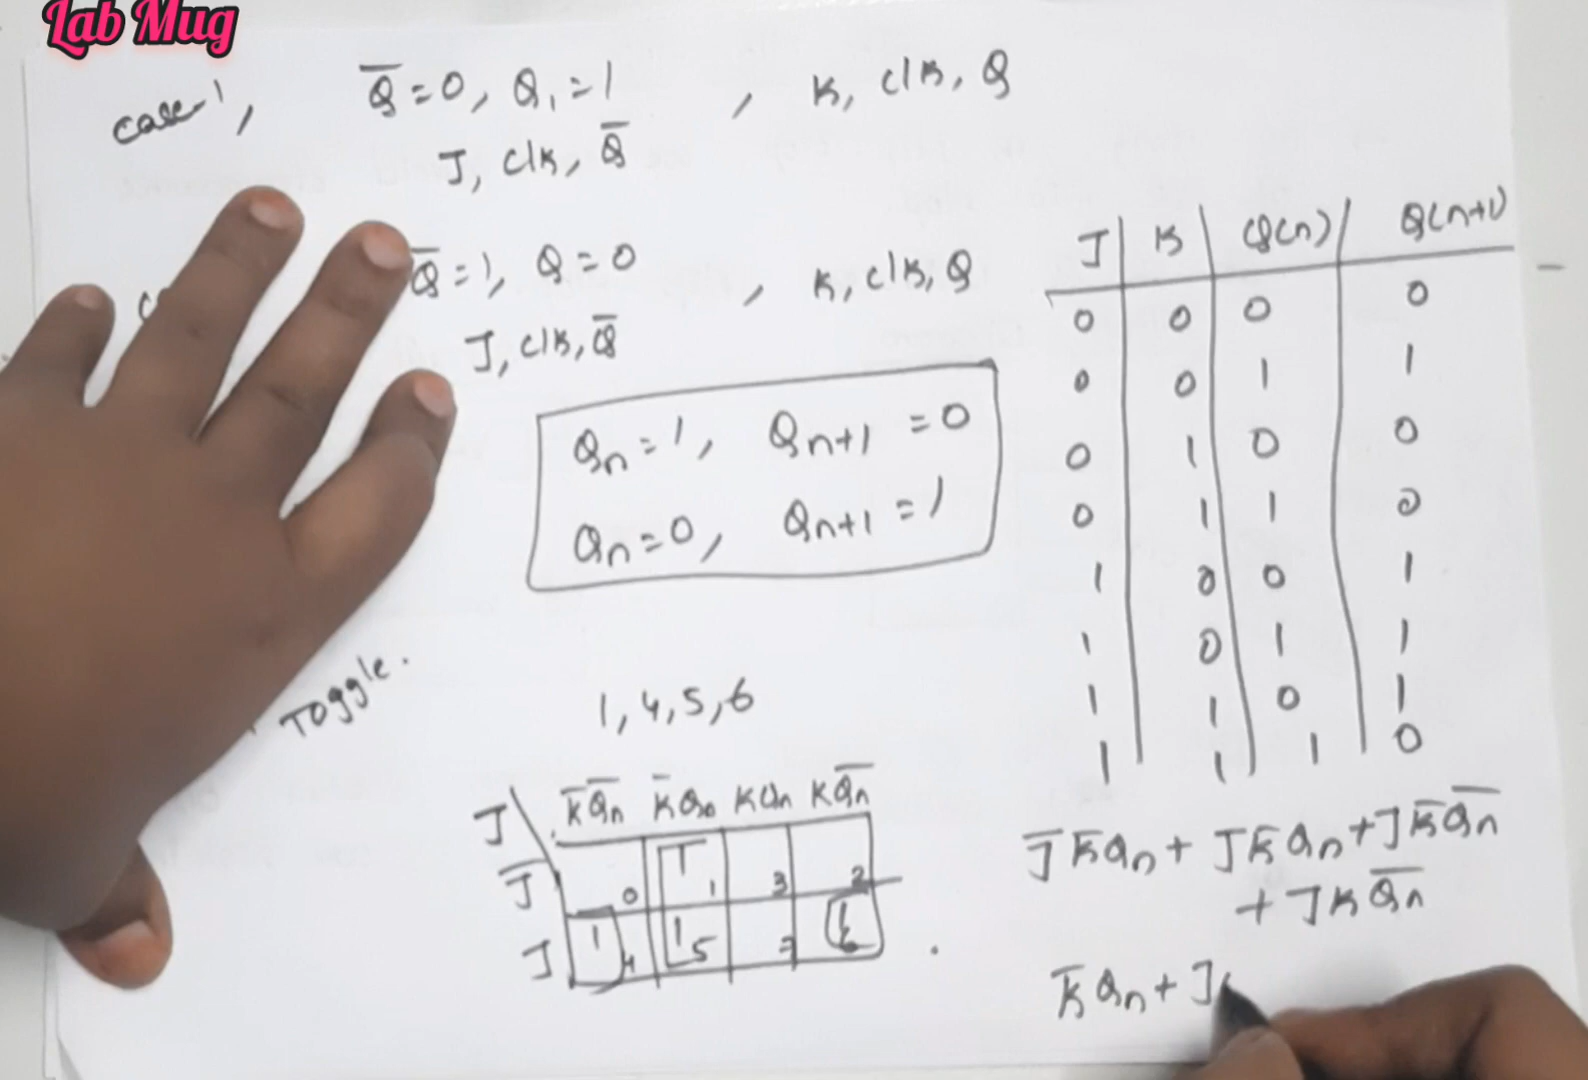 Lab Mug
case-1, Q̅ = 0, Q, = 1 , K, clk, Q
J, clk, Q̅
Q̅ = 1, Q = 0 , K, clk, Q
J, clk, Q̅
Qn = 1, Qn+1 = 0
Qn = 0, Qn+1 = 1
Toggle.
1, 4, 5, 6
J K Q(n) Q(n+1)
0 0 0 0
0 0 1 1
0 1 0 0
0 1 1 0
1 0 0 1
1 0 1 1
1 1 0 1
1 1 1 0
J K̅Q̅n K̅Qn KQn KQ̅n
J̅ 0 1 1 3 2
J 1 4 1 5 7 1 6
J̅K̅Qn + JK̅Qn + JK̅Q̅n
+ JKQ̅n
K̅Qn + J